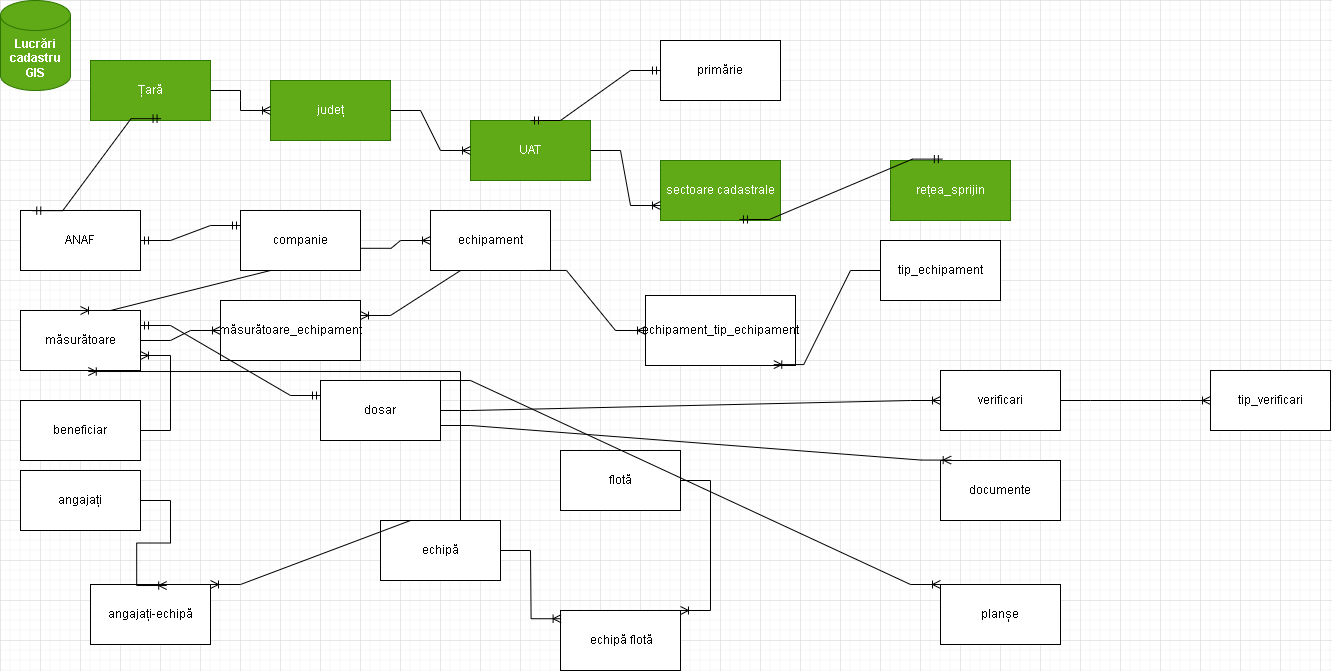 Lucrări
cadastru
GIS
Țară
județ
UAT
primărie
sectoare cadastrale
rețea_sprijin
ANAF
companie
echipament
tip_echipament
măsurătoare
măsurătoare_echipament
echipament_tip_echipament
beneficiar
dosar
verificari
tip_verificari
angajați
flotă
documente
echipă
angajați-echipă
echipă flotă
planșe